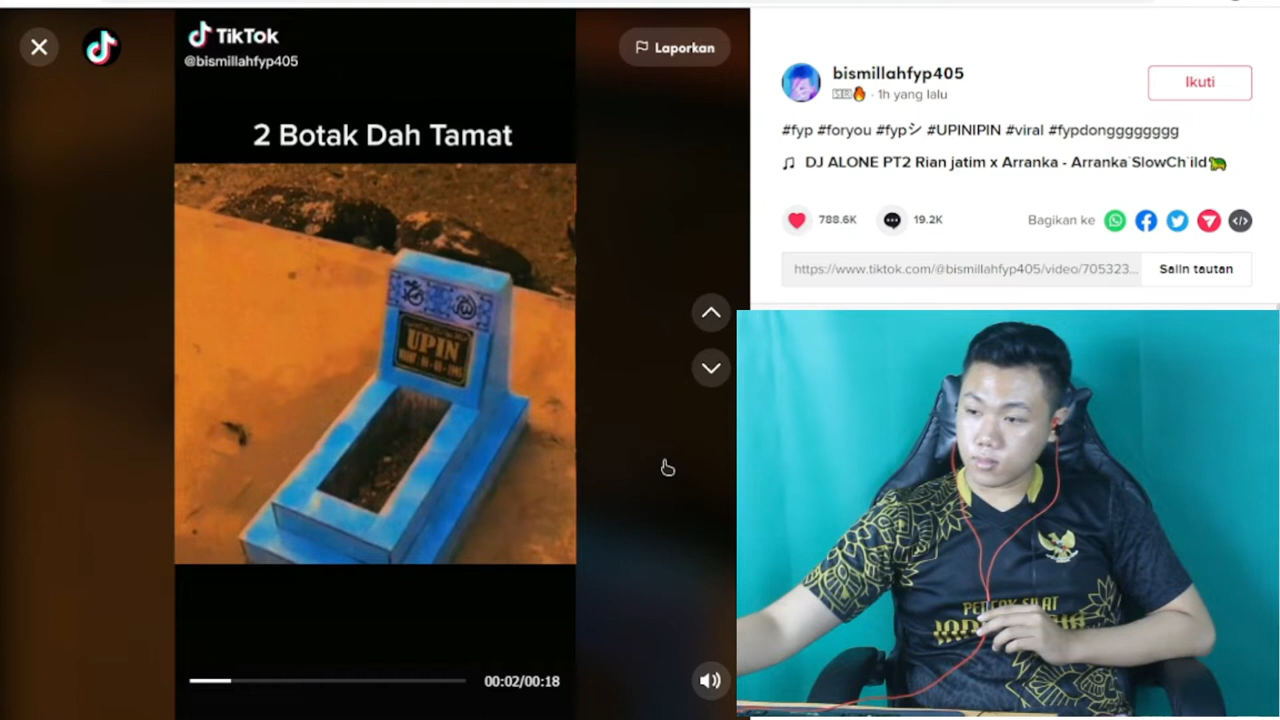 TikTok
@bismillahfyp405
Laporkan
2 Botak Dah Tamat
UPIN
00:02/00:18
bismillahfyp405
🇸🇷🔥 · 1h yang lalu
Ikuti
#fyp #foryou #fypシ #UPINIPIN #viral #fypdongggggggg
♫ DJ ALONE PT2 Rian jatim x Arranka - Arranka`SlowCh`ild🐢
788.6K
19.2K
Bagikan ke
https://www.tiktok.com/@bismillahfyp405/video/705323...
Salin tautan
PENCAK SILAT
INDONESIA